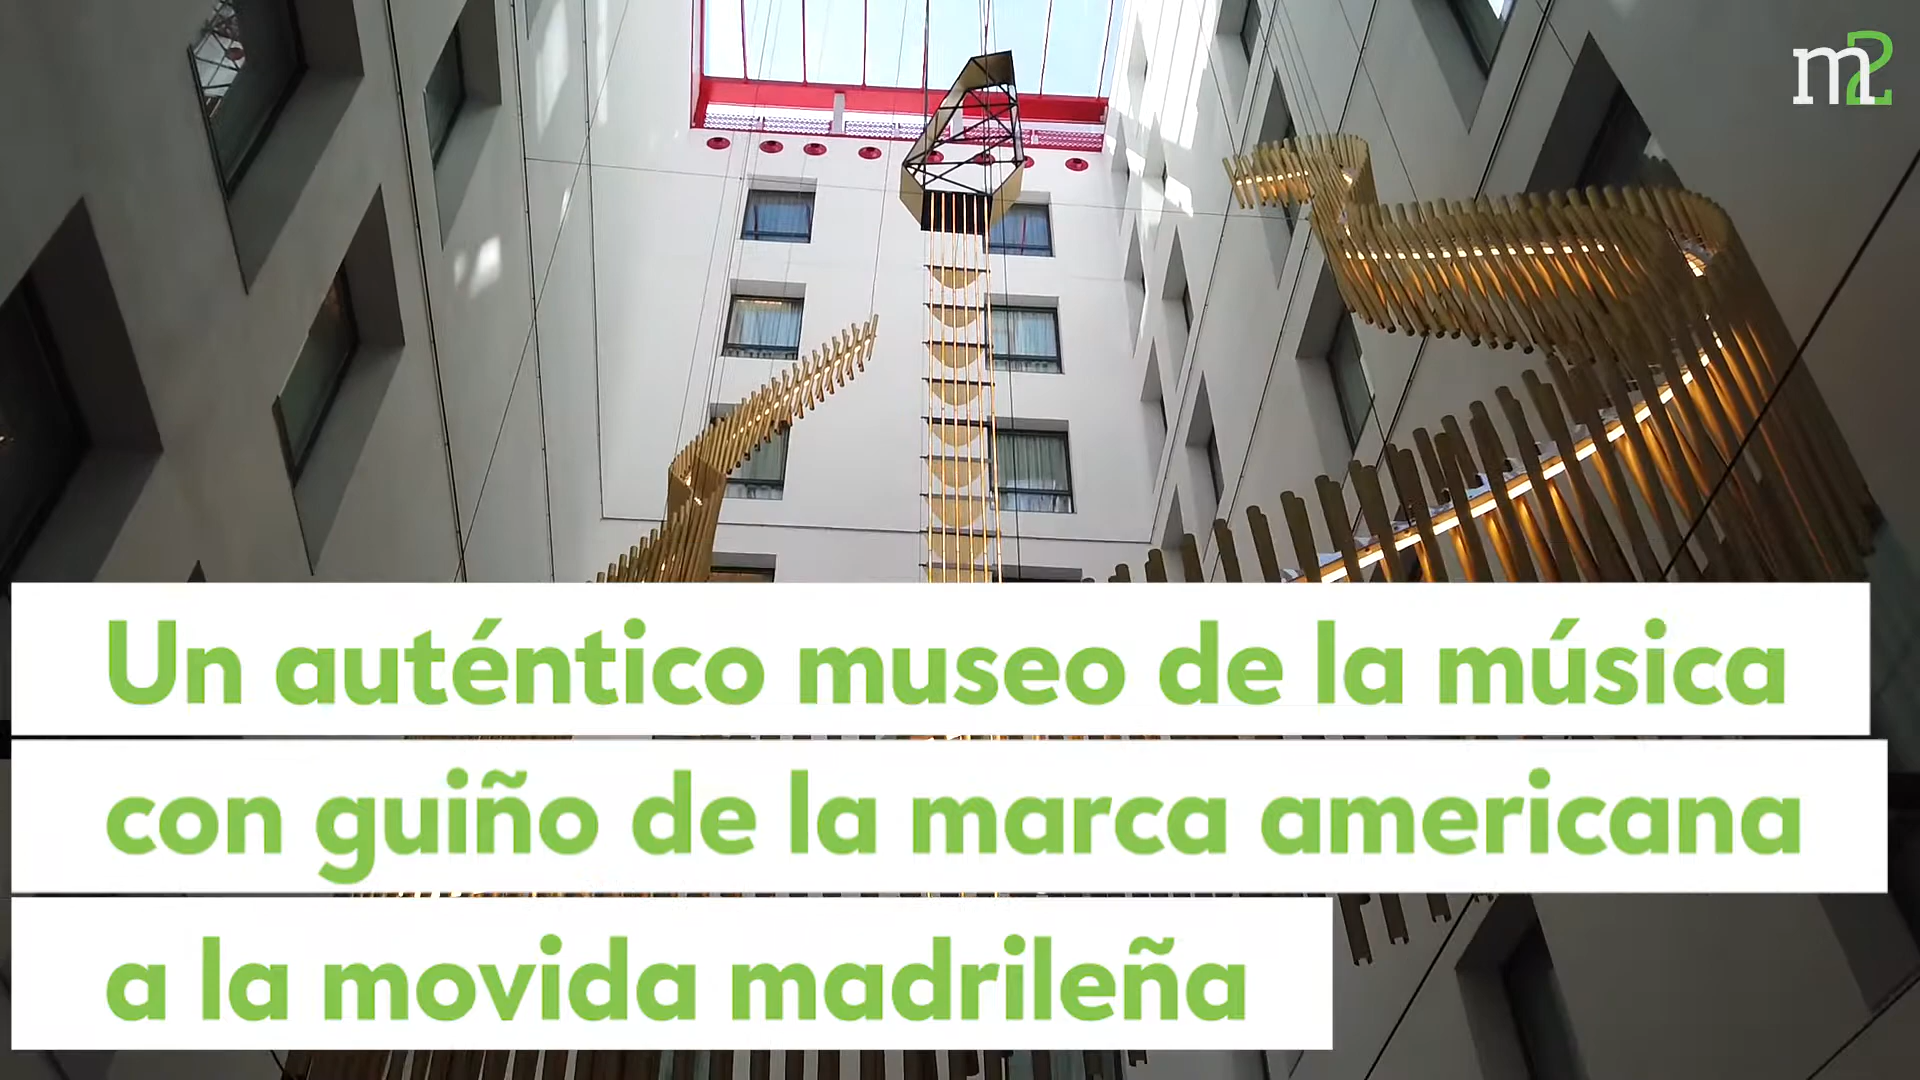 m2
Un auténtico museo de la música
con guiño de la marca americana
a la movida madrileña